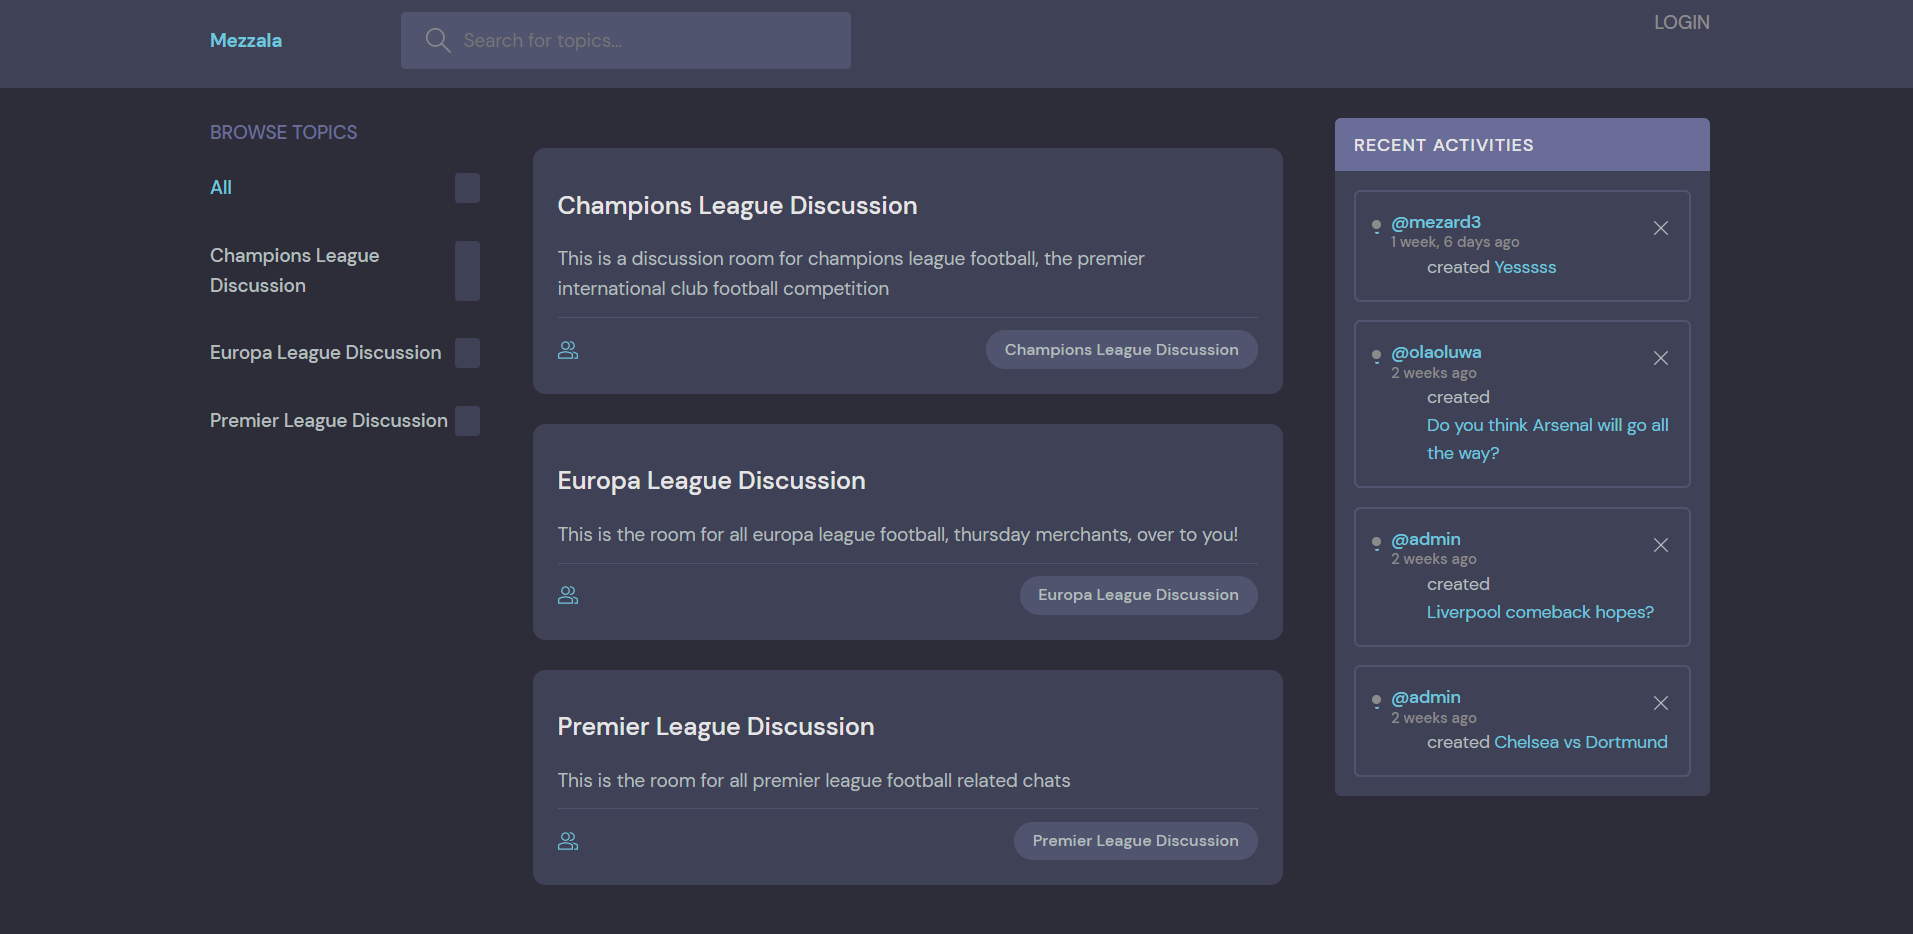 Mezzala
Search for topics...
LOGIN
BROWSE TOPICS
All
Champions League
Discussion
Europa League Discussion
Premier League Discussion
Champions League Discussion
This is a discussion room for champions league football, the premier
international club football competition
Champions League Discussion
Europa League Discussion
This is the room for all europa league football, thursday merchants, over to you!
Europa League Discussion
Premier League Discussion
This is the room for all premier league football related chats
Premier League Discussion
RECENT ACTIVITIES
@mezard3
1 week, 6 days ago
created Yesssss
@olaoluwa
2 weeks ago
created
Do you think Arsenal will go all
the way?
@admin
2 weeks ago
created
Liverpool comeback hopes?
@admin
2 weeks ago
created Chelsea vs Dortmund